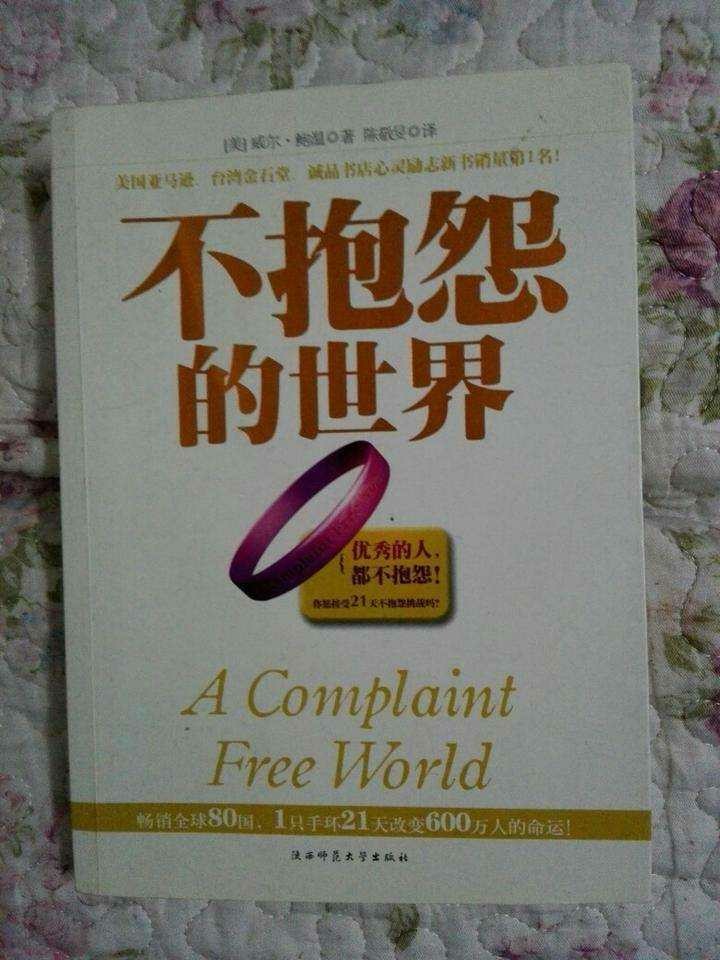 [美]威尔·鲍温◎著 陈敬旻◎译
美国亚马逊、台湾金石堂、诚品书店心灵励志新书销量第1名!
不抱怨
的世界
优秀的人,
都不抱怨!
你愿接受21天不抱怨挑战吗?
A Complaint
Free World
畅销全球80国、1只手环21天改变600万人的命运!
陕西师范大学出版社